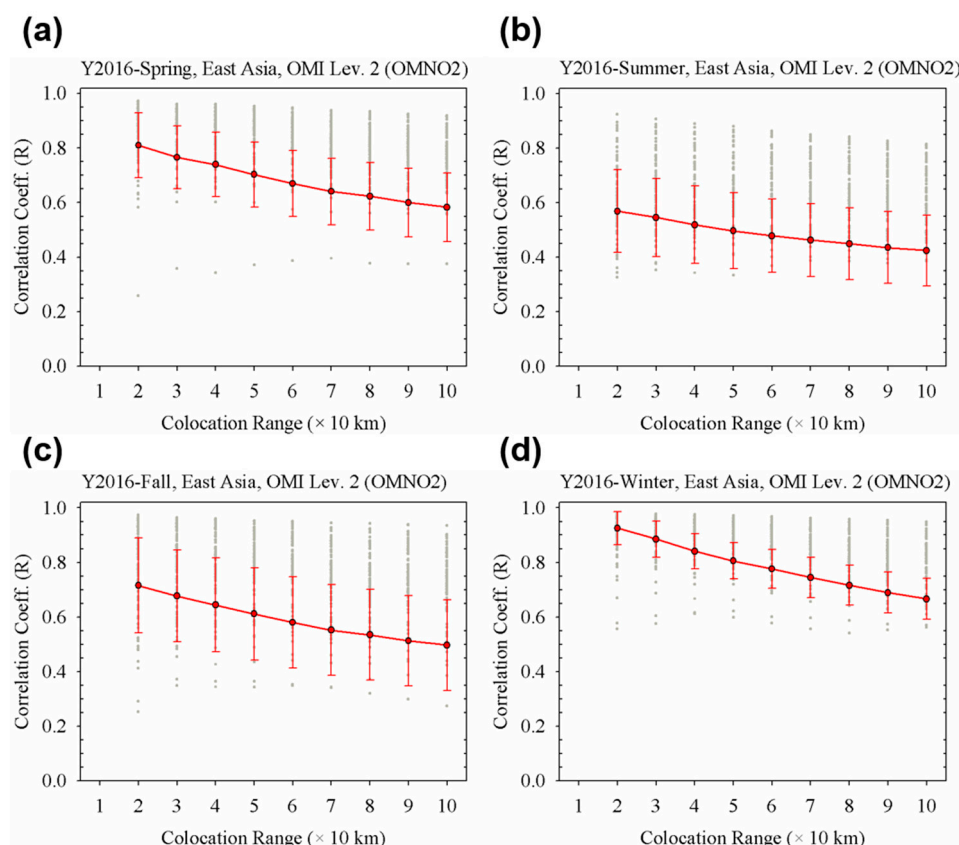 (a)
Y2016-Spring, East Asia, OMI Lev. 2 (OMNO2)
Correlation Coeff. (R)
1.0
0.8
0.6
0.4
0.2
0.0
1 2 3 4 5 6 7 8 9 10
Colocation Range (× 10 km)
(b)
Y2016-Summer, East Asia, OMI Lev. 2 (OMNO2)
Correlation Coeff. (R)
1.0
0.8
0.6
0.4
0.2
0.0
1 2 3 4 5 6 7 8 9 10
Colocation Range (× 10 km)
(c)
Y2016-Fall, East Asia, OMI Lev. 2 (OMNO2)
Correlation Coeff. (R)
1.0
0.8
0.6
0.4
0.2
0.0
1 2 3 4 5 6 7 8 9 10
Colocation Range (× 10 km)
(d)
Y2016-Winter, East Asia, OMI Lev. 2 (OMNO2)
Correlation Coeff. (R)
1.0
0.8
0.6
0.4
0.2
0.0
1 2 3 4 5 6 7 8 9 10
Colocation Range (× 10 km)